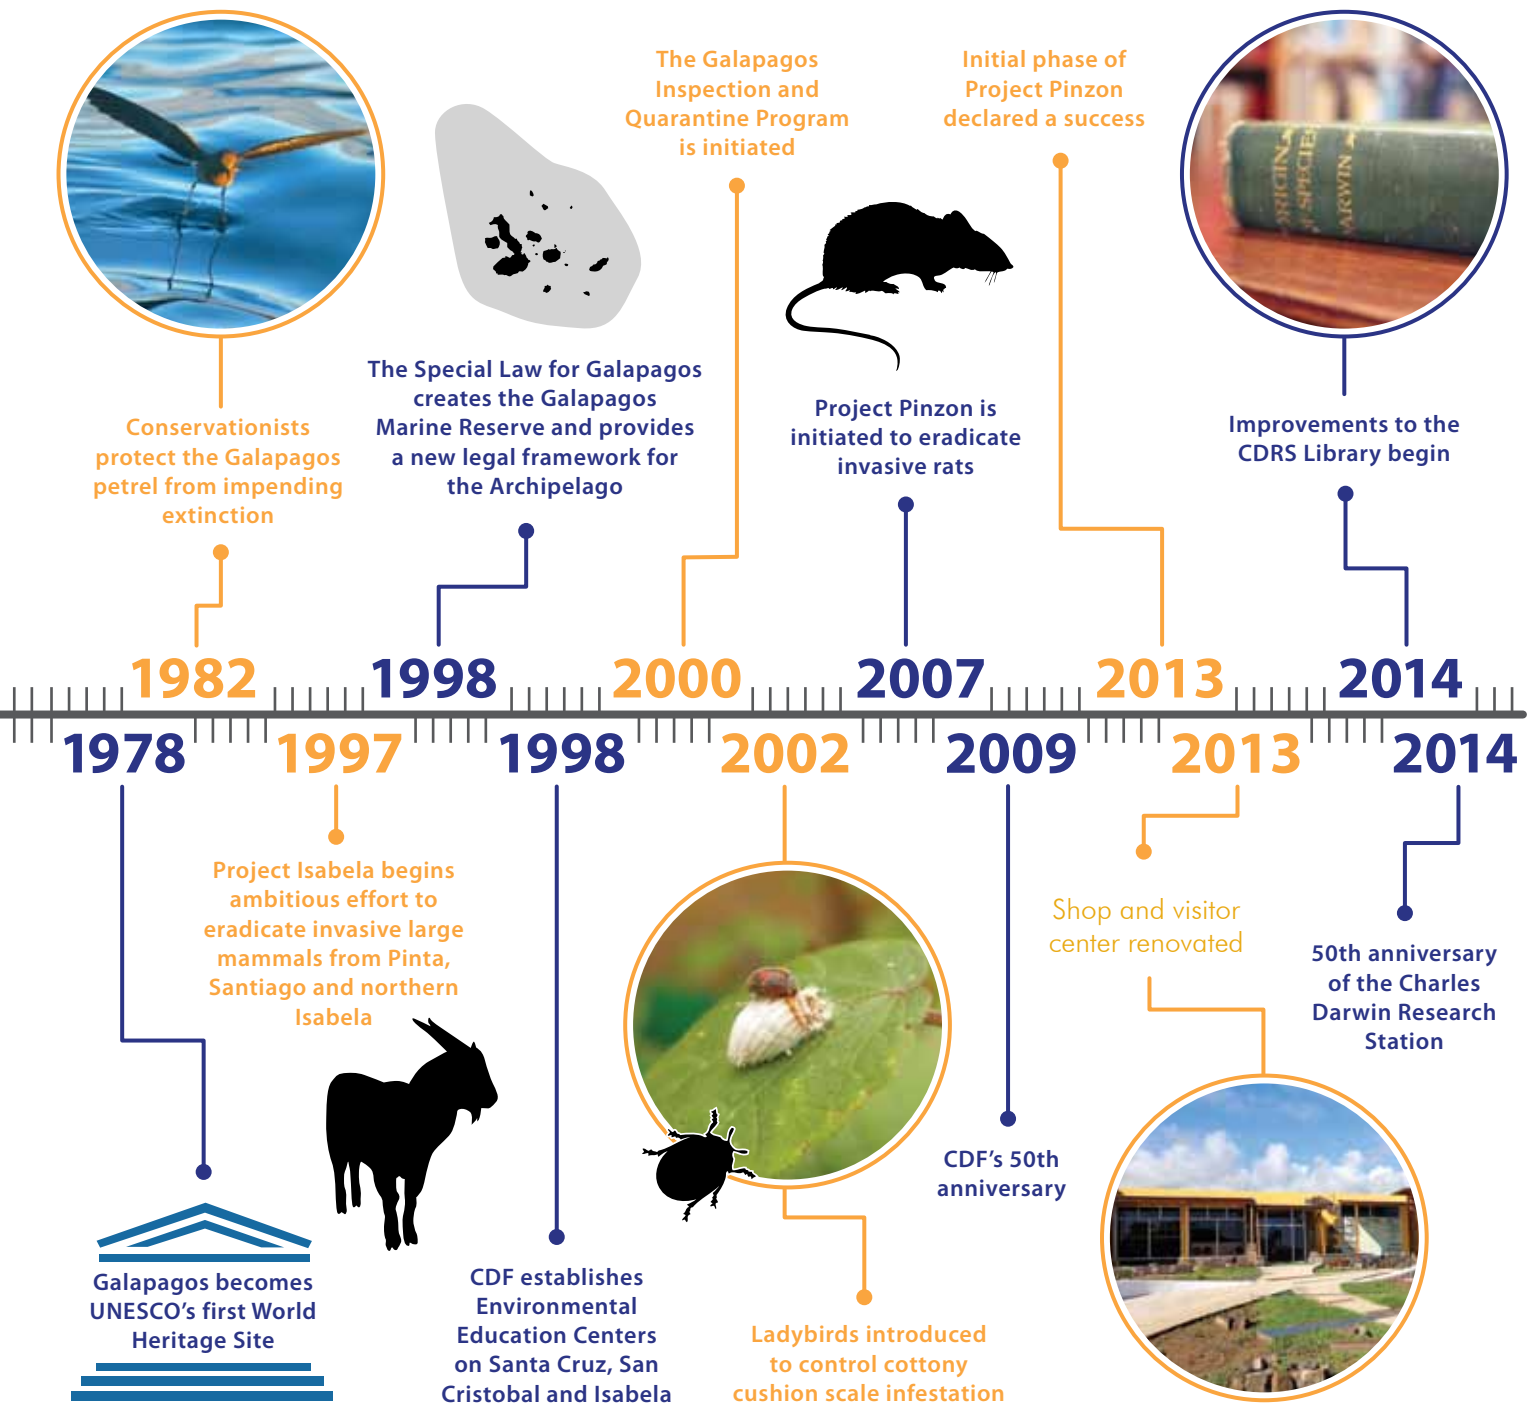 The Galapagos
Inspection and
Quarantine Program
is initiated
Initial phase of
Project Pinzon
declared a success
SPECIES
The Special Law for Galapagos
creates the Galapagos
Marine Reserve and provides
a new legal framework for
the Archipelago
Conservationists
protect the Galapagos
petrel from impending
extinction
Project Pinzon is
initiated to eradicate
invasive rats
Improvements to the
CDRS Library begin
1982
1998
2000
2007
2013
2014
1978
1997
1998
2002
2009
2013
2014
Project Isabela begins
ambitious effort to
eradicate invasive large
mammals from Pinta,
Santiago and northern
Isabela
Shop and visitor
center renovated
50th anniversary
of the Charles
Darwin Research
Station
CDF's 50th
anniversary
Galapagos becomes
UNESCO's first World
Heritage Site
CDF establishes
Environmental
Education Centers
on Santa Cruz, San
Cristobal and Isabela
Ladybirds introduced
to control cottony
cushion scale infestation